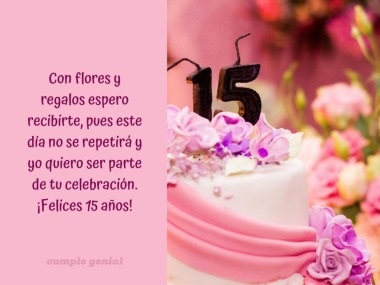 Con flores y
regalos espero
recibirte, pues este
día no se repetirá y
yo quiero ser parte
de tu celebración.
¡Felices 15 años!
cumple genial
15